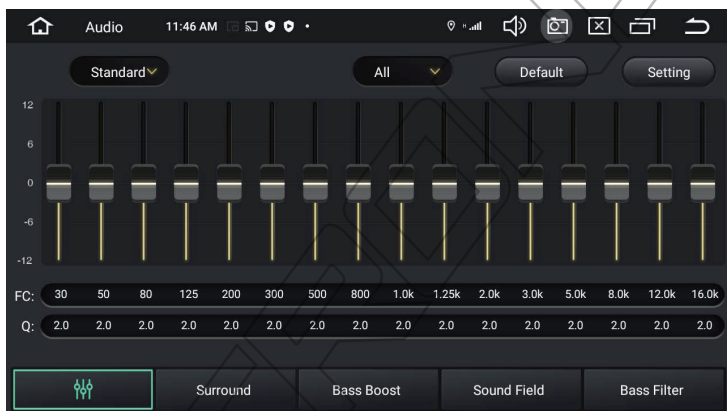 Audio 11:46 AM
Standard All Default Setting
12
6
0
-6
-12
FC: 30 50 80 125 200 300 500 800 1.0k 1.25k 2.0k 3.0k 5.0k 8.0k 12.0k 16.0k
Q: 2.0 2.0 2.0 2.0 2.0 2.0 2.0 2.0 2.0 2.0 2.0 2.0 2.0 2.0 2.0 2.0
Surround Bass Boost Sound Field Bass Filter